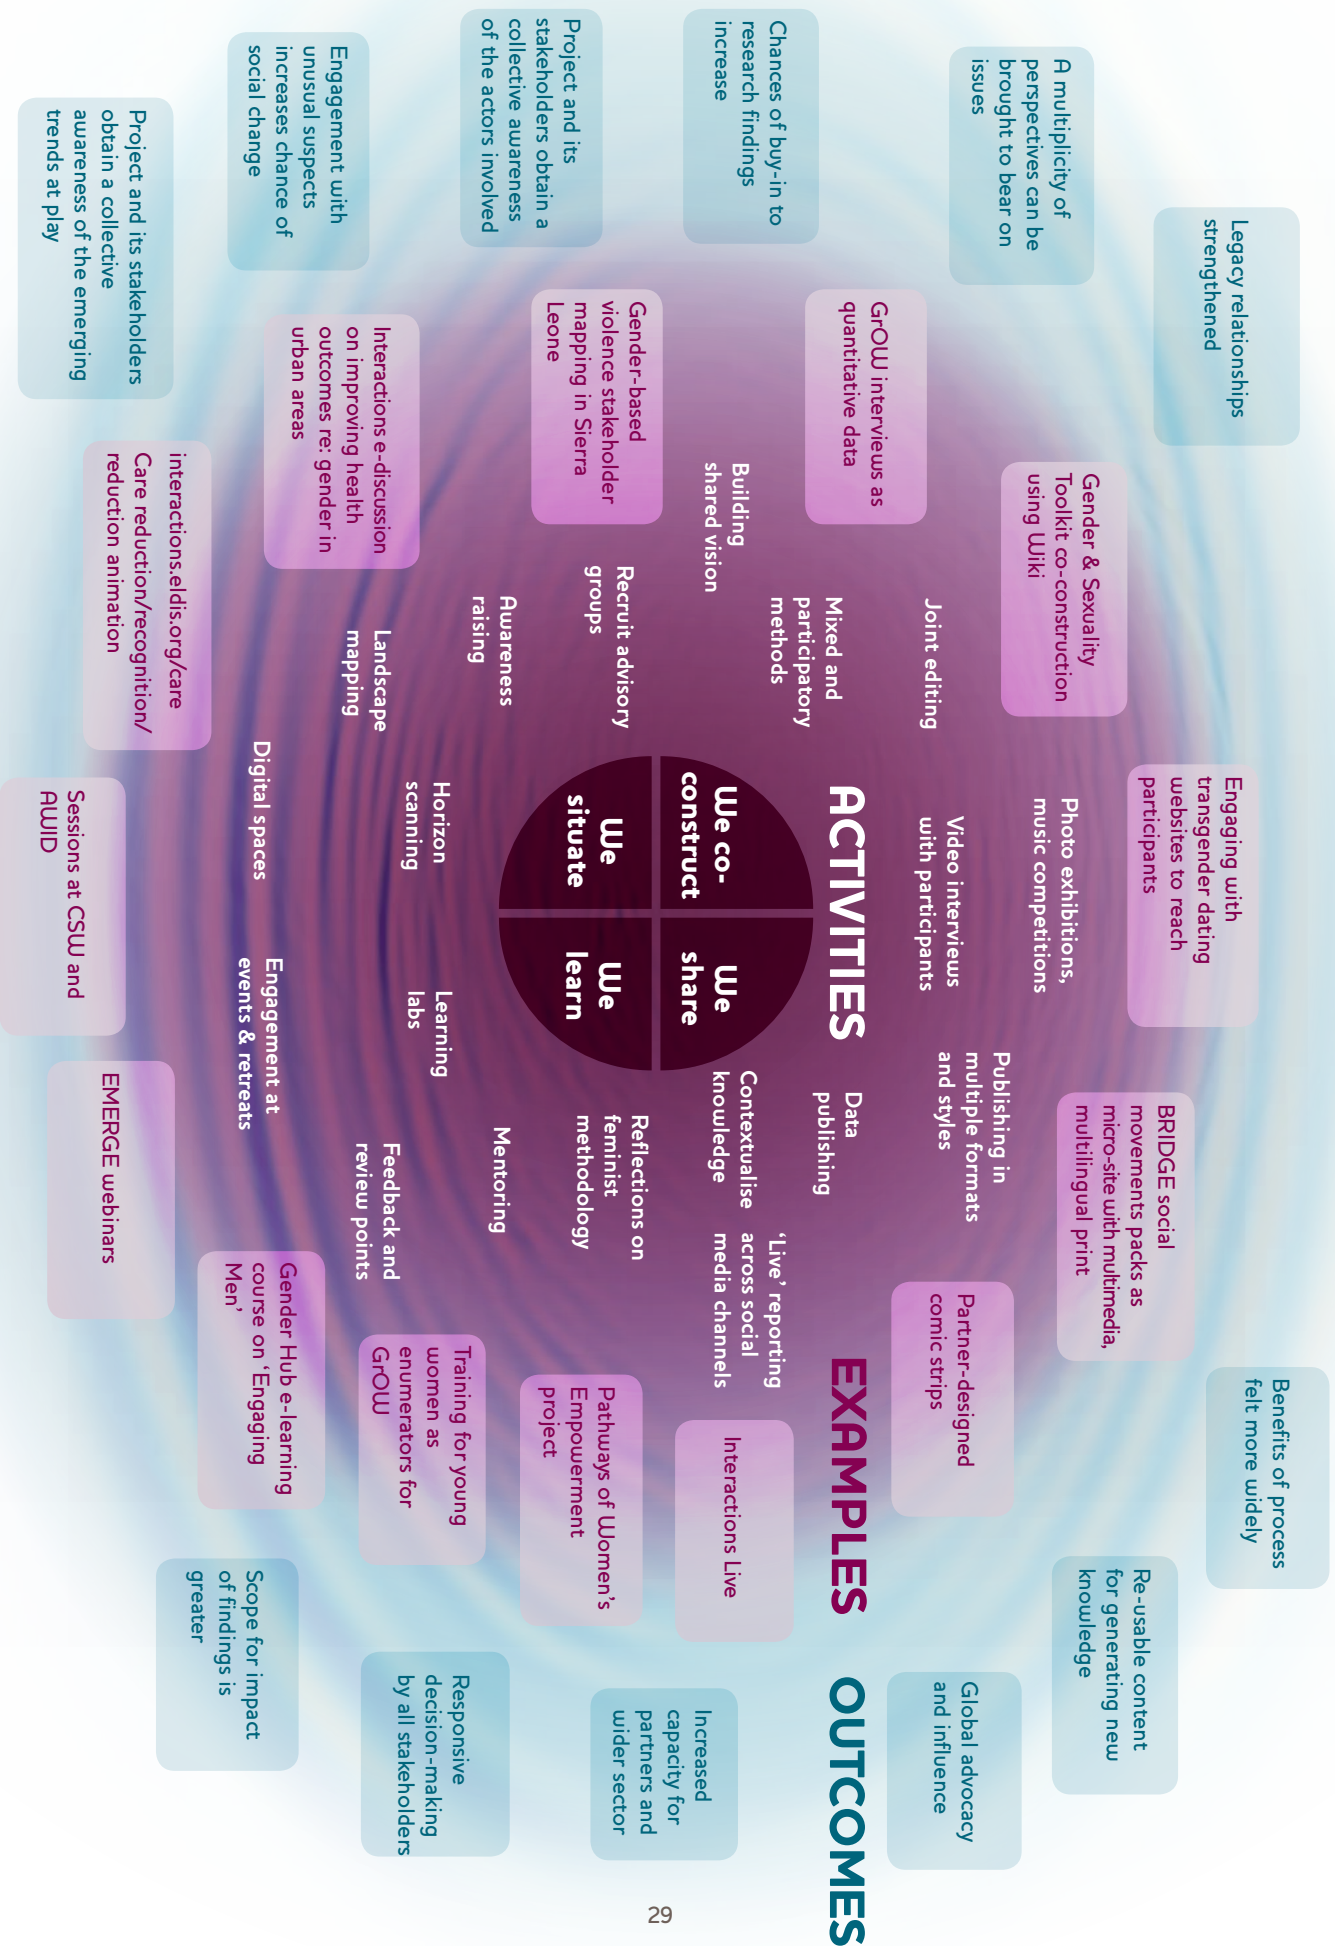 Legacy relationships
strengthened
A multiplicity of
perspectives can be
brought to bear on
issues
Chances of buy-in to
research findings
increase
Project and its
stakeholders obtain a
collective awareness
of the actors involved
Engagement with
unusual suspects
increases chance of
social change
Project and its stakeholders
obtain a collective
awareness of the emerging
trends at play
Engaging with
transgender dating
websites to reach
participants
Gender & Sexuality
Toolkit co-construction
using Wiki
GrOW interviews as
quantitative data
Gender-based
violence stakeholder
mapping in Sierra
Leone
Interactions e-discussion
on improving health
outcomes re: gender in
urban areas
interactions.eldis.org/care
Care reduction/recognition/
reduction animation
Sessions at CSW and
AWID
Photo exhibitions,
music competitions
Video interviews
with participants
Joint editing
Mixed and
participatory
methods
Building
shared vision
Recruit advisory
groups
Awareness
raising
Landscape
mapping
Horizon
scanning
Digital spaces
ACTIVITIES
We co-
construct
We
share
We
situate
We
learn
Publishing in
multiple formats
and styles
Data
publishing
Contextualise
knowledge
‘Live’ reporting
across social
media channels
Reflections on
feminist
methodology
Mentoring
Learning
labs
Feedback and
review points
Engagement at
events & retreats
EXAMPLES
BRIDGE social
movements packs as
micro-site with multimedia,
multilingual print
Partner-designed
comic strips
Interactions Live
Pathways of Women’s
Empowerment
project
Training for young
women as
enumerators for
GrOW
Gender Hub e-learning
course on ‘Engaging
Men’
EMERGE webinars
OUTCOMES
Benefits of process
felt more widely
Re-usable content
for generating new
knowledge
Global advocacy
and influence
Increased
capacity for
partners and
wider sector
Responsive
decision-making
by all stakeholders
Scope for impact
of findings is
greater
29